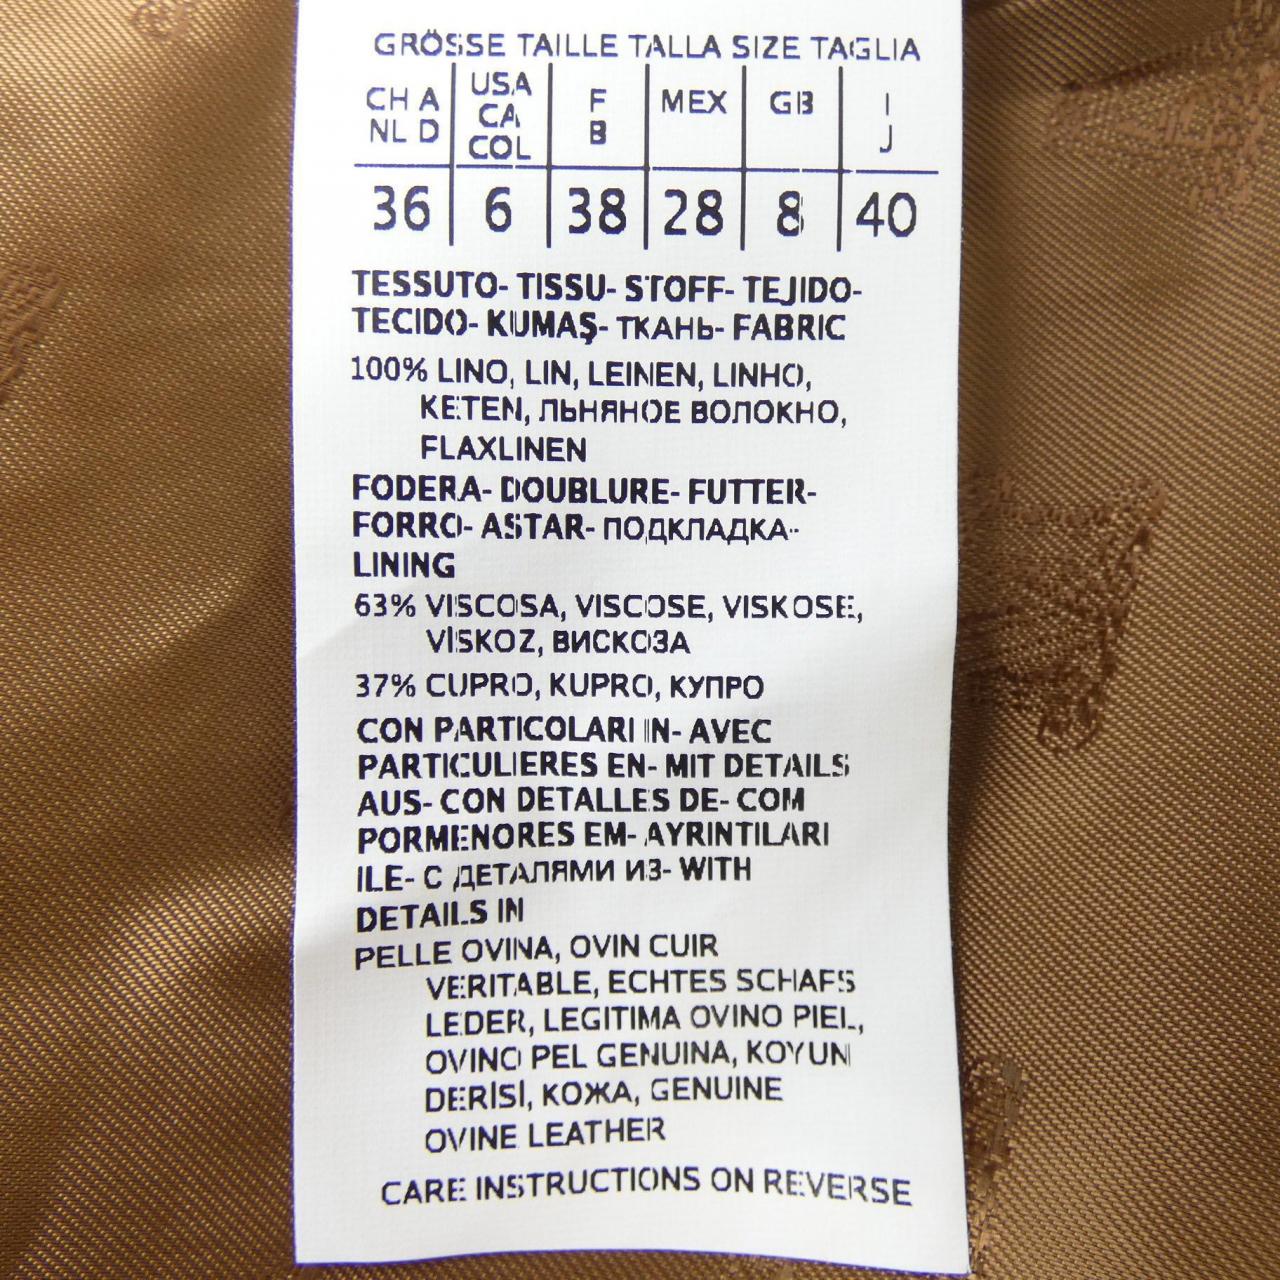 GRÖSSE TAILLE TALLA SIZE TAGLIA
CH A
NL D
USA
CA
COL
F
B
MEX
GB
I
J
36 6 38 28 8 40
TESSUTO- TISSU- STOFF- TEJIDO-
TECIDO- KUMAŞ- ТКАНЬ- FABRIC
100% LINO, LIN, LEINEN, LINHO,
KETEN, ЛЬНЯНОЕ ВОЛОКНО,
FLAXLINEN
FODERA- DOUBLURE- FUTTER-
FORRO- ASTAR- ПОДКЛАДКА-
LINING
63% VISCOSA, VISCOSE, VISKOSE,
VİSKOZ, ВИСКОЗА
37% CUPRO, KUPRO, КУПРО
CON PARTICOLARI IN- AVEC
PARTICULIERES EN- MIT DETAILS
AUS- CON DETALLES DE- COM
PORMENORES EM- AYRINTILARI
ILE- С ДЕТАЛЯМИ ИЗ- WITH
DETAILS IN
PELLE OVINA, OVIN CUIR
VERITABLE, ECHTES SCHAFS
LEDER, LEGITIMA OVINO PIEL,
OVINO PEL GENUINA, KOYUN
DERİSİ, КОЖА, GENUINE
OVINE LEATHER
CARE INSTRUCTIONS ON REVERSE